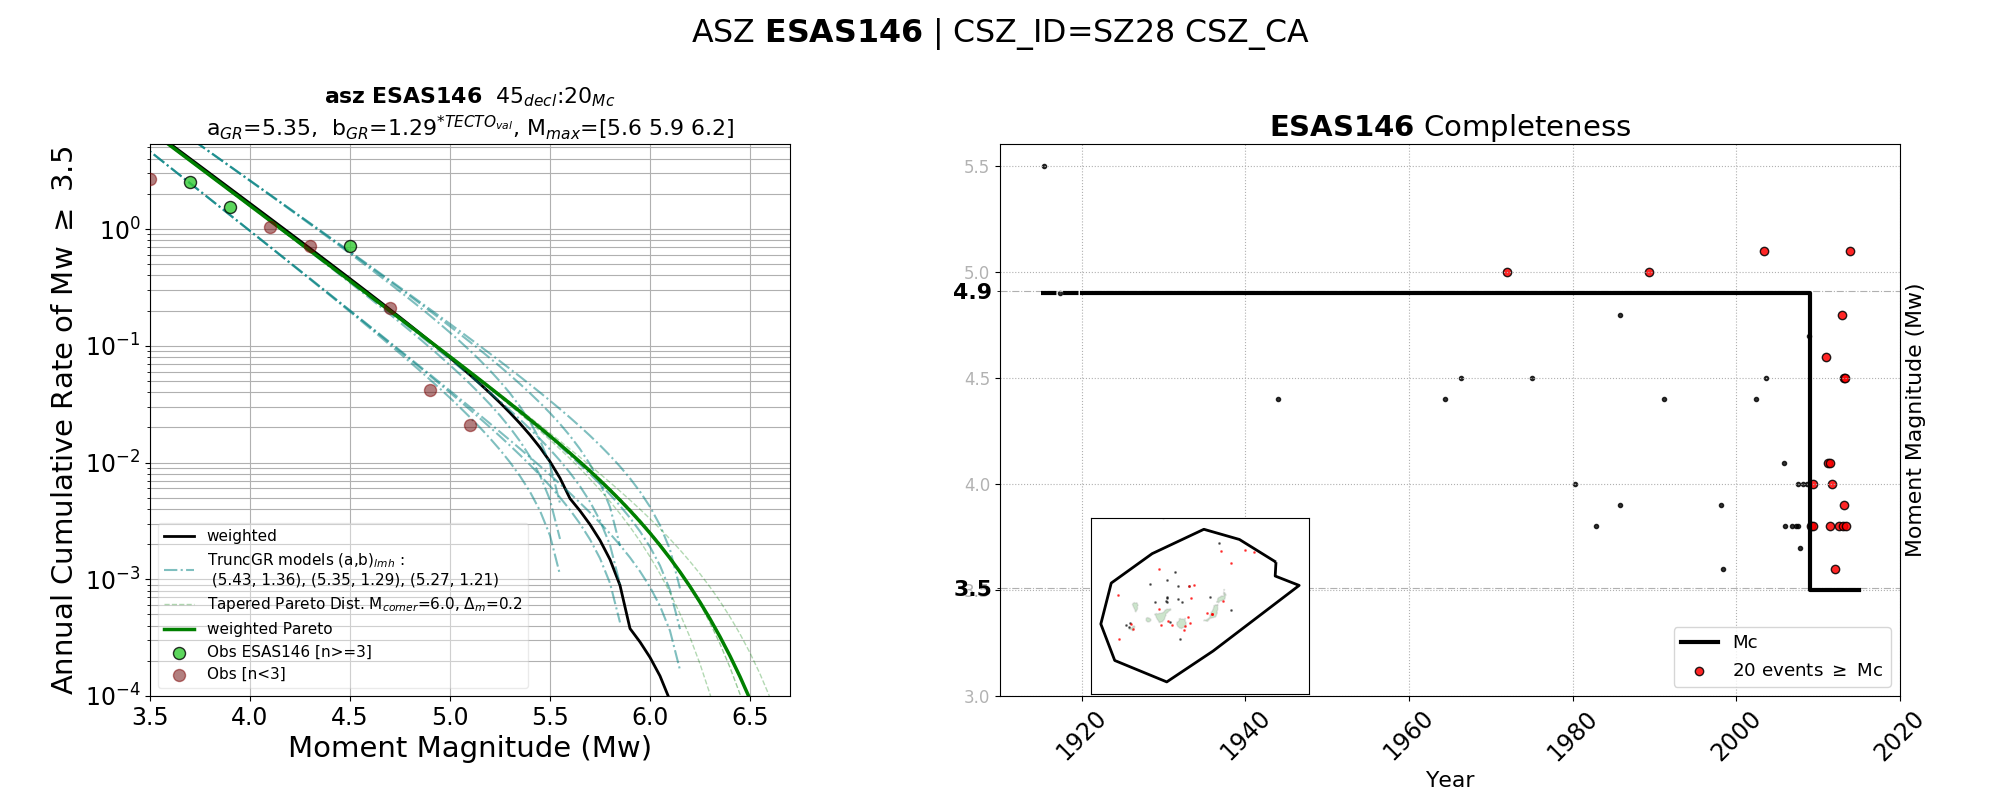 ASZ ESAS146 | CSZ_ID=SZ28 CSZ_CA
asz ESAS146 45decl:20Mc
aGR=5.35, bGR=1.29*TECTOval, Mmax=[5.6 5.9 6.2]
Annual Cumulative Rate of Mw ≥ 3.5
10^0
10^-1
10^-2
10^-3
10^-4
weighted
TruncGR models (a,b)lmh :
(5.43, 1.36), (5.35, 1.29), (5.27, 1.21)
Tapered Pareto Dist. Mcorner=6.0, Δm=0.2
weighted Pareto
Obs ESAS146 [n>=3]
Obs [n<3]
3.5 4.0 4.5 5.0 5.5 6.0 6.5
Moment Magnitude (Mw)
ESAS146 Completeness
5.5
5.0
4.9
4.5
4.0
3.5
3.0
Moment Magnitude (Mw)
Mc
20 events ≥ Mc
1920 1940 1960 1980 2000 2020
Year